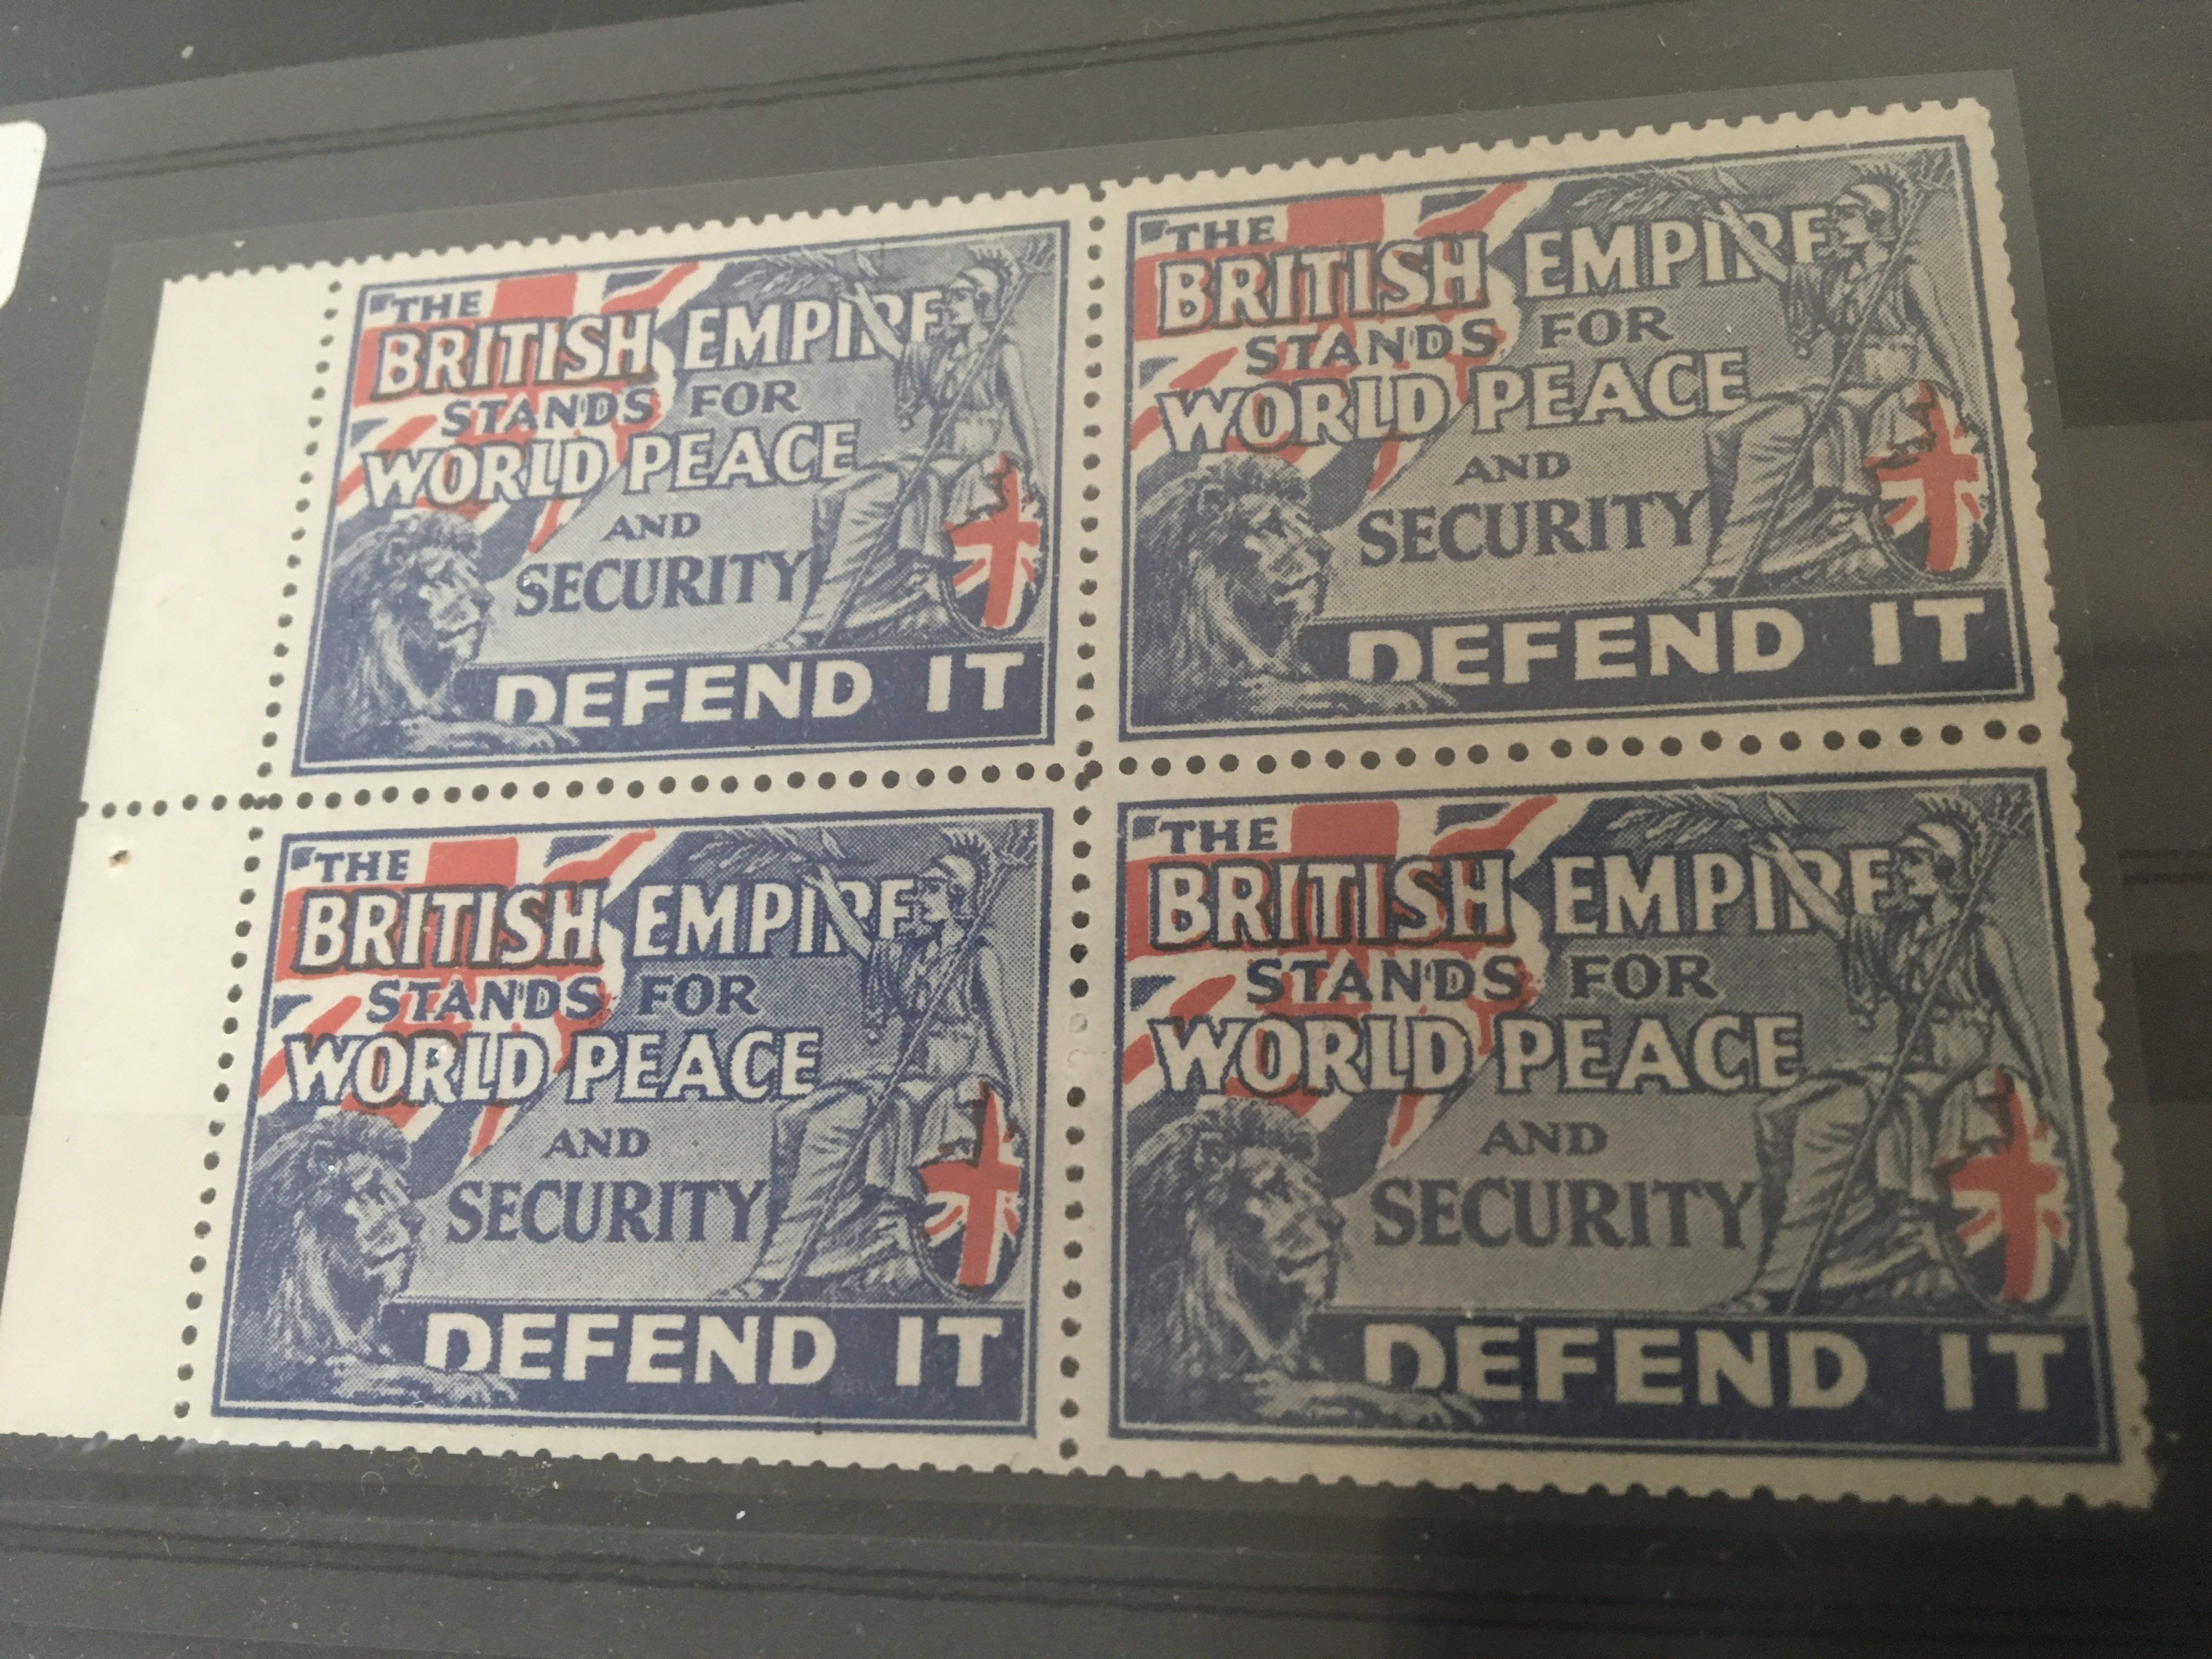 "THE
BRITISH EMPIRE
STANDS FOR
WORLD PEACE
AND
SECURITY
DEFEND IT
"THE
BRITISH EMPIRE
STANDS FOR
WORLD PEACE
AND
SECURITY
DEFEND IT
"THE
BRITISH EMPIRE
STANDS FOR
WORLD PEACE
AND
SECURITY
DEFEND IT
"THE
BRITISH EMPIRE
STANDS FOR
WORLD PEACE
AND
SECURITY
DEFEND IT